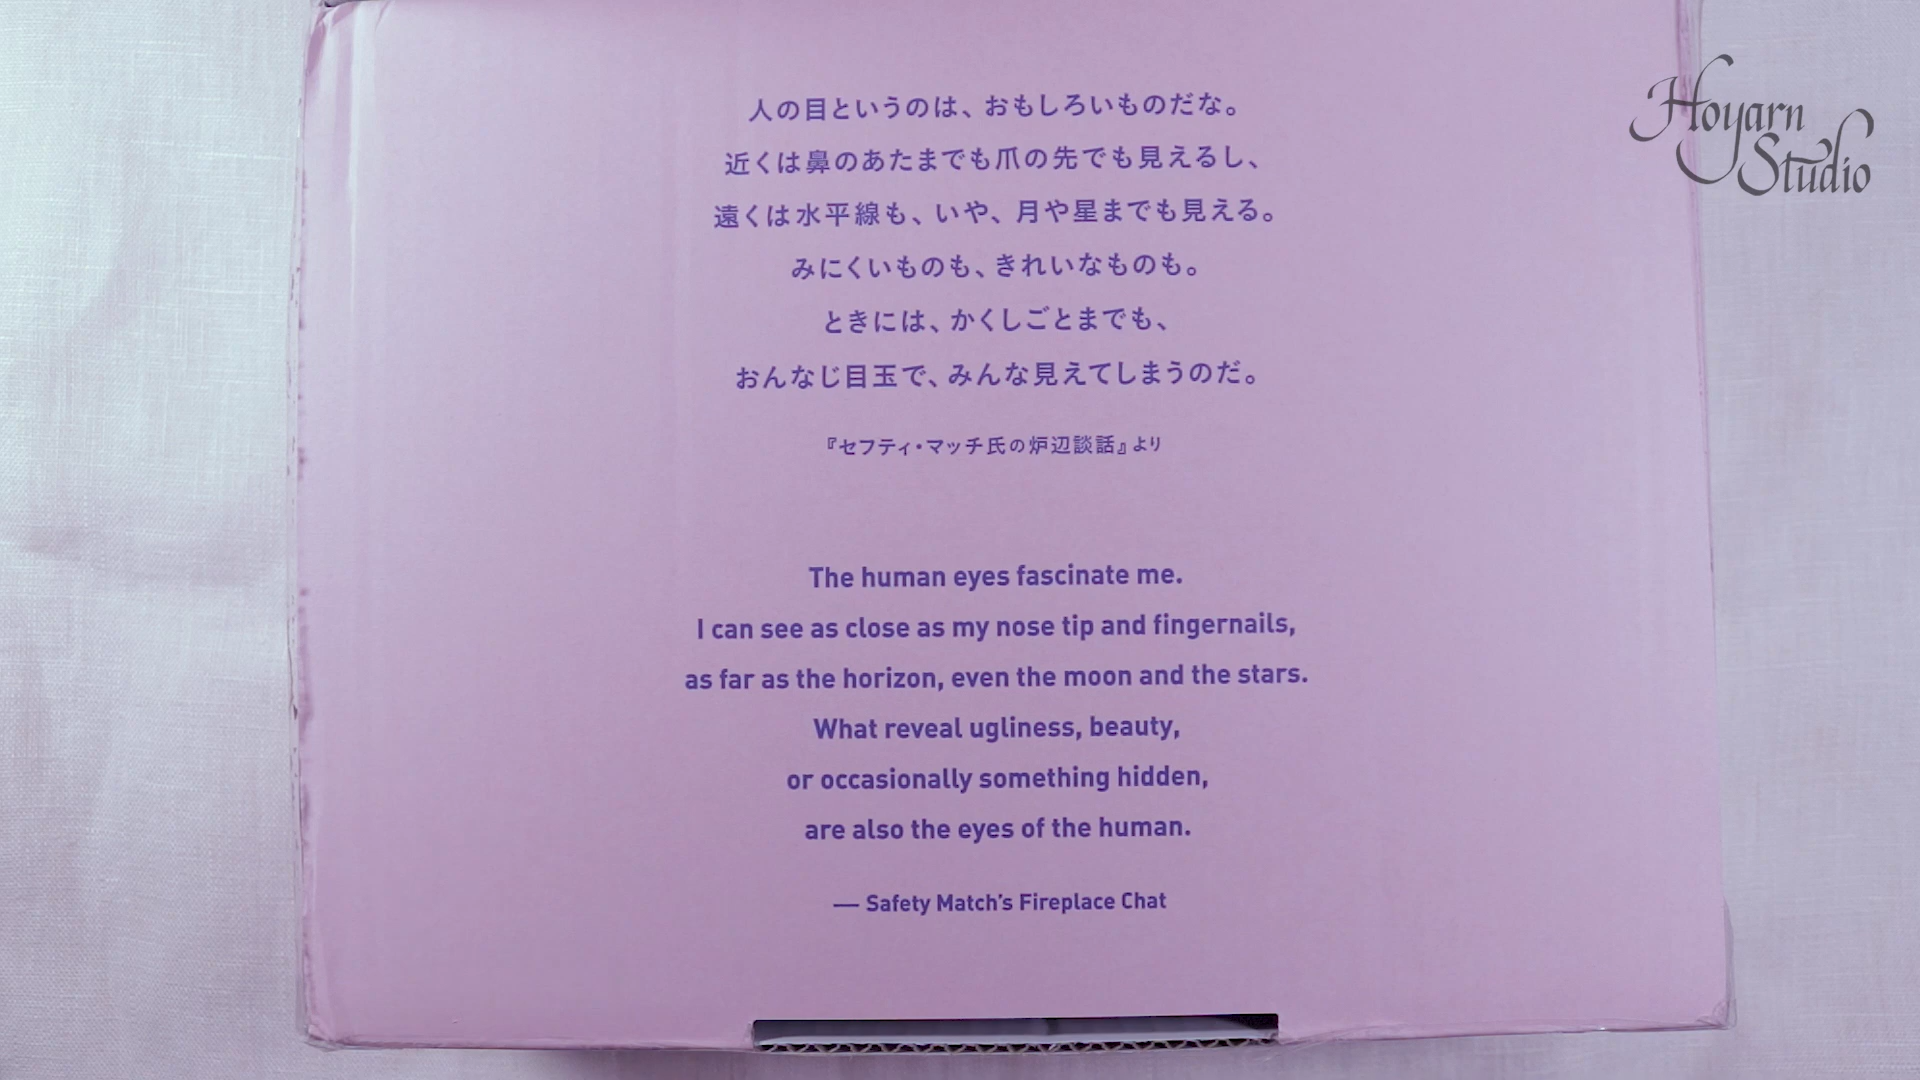 人の目というのは、おもしろいものだな。
近くは鼻のあたまでも爪の先でも見えるし、
遠くは水平線も、いや、月や星までも見える。
みにくいものも、きれいなものも。
ときには、かくしごとまでも、
おんなじ目玉で、みんな見えてしまうのだ。
『セフティ・マッチ氏の炉辺談話』より
The human eyes fascinate me.
I can see as close as my nose tip and fingernails,
as far as the horizon, even the moon and the stars.
What reveal ugliness, beauty,
or occasionally something hidden,
are also the eyes of the human.
— Safety Match’s Fireplace Chat
Hoyarn
Studio